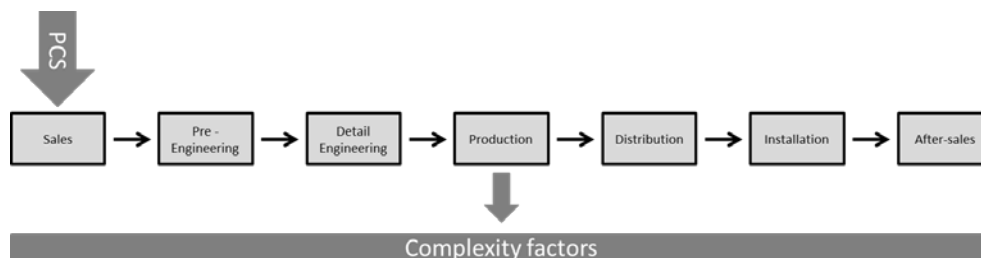 PCS
Sales
Pre -
Engineering
Detail
Engineering
Production
Distribution
Installation
After-sales
Complexity factors